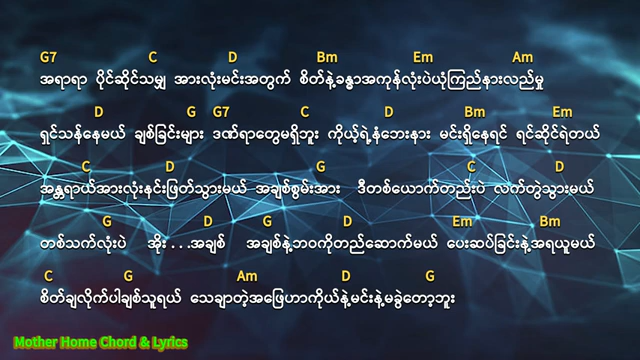 G7 C D Bm Em Am
အရာရာ ပိုင်ဆိုင်သမျှ အားလုံးမင်းအတွက် စိတ်နဲ့ခန္ဓာအကုန်လုံးပဲယုံကြည်နားလည်မှု
D G G7 C D Bm Em
ရှင်သန်နေမယ် ချစ်ခြင်းများ ဒဏ်ရာတွေမရှိဘူး ကိုယ့်ရဲ့နံဘေးနား မင်းရှိနေရင် ရင်ဆိုင်ရဲတယ်
C D G C D
အန္တရာယ်အားလုံးနင်းဖြတ်သွားမယ် အချစ်စွမ်းအား ဒီတစ်ယောက်တည်းပဲ လက်တွဲသွားမယ်
G D G D Em Bm
တစ်သက်လုံးပဲ အိုး . . .အချစ် အချစ်နဲ့ဘဝကိုတည်ဆောက်မယ် ပေးဆပ်ခြင်းနဲ့အရယူမယ်
C G Am D G
စိတ်ချလိုက်ပါချစ်သူရယ် သေချာတဲ့အဖြေဟာကိုယ်နဲ့မင်းနဲ့မခွဲတော့ဘူး
Mother Home Chord & Lyrics